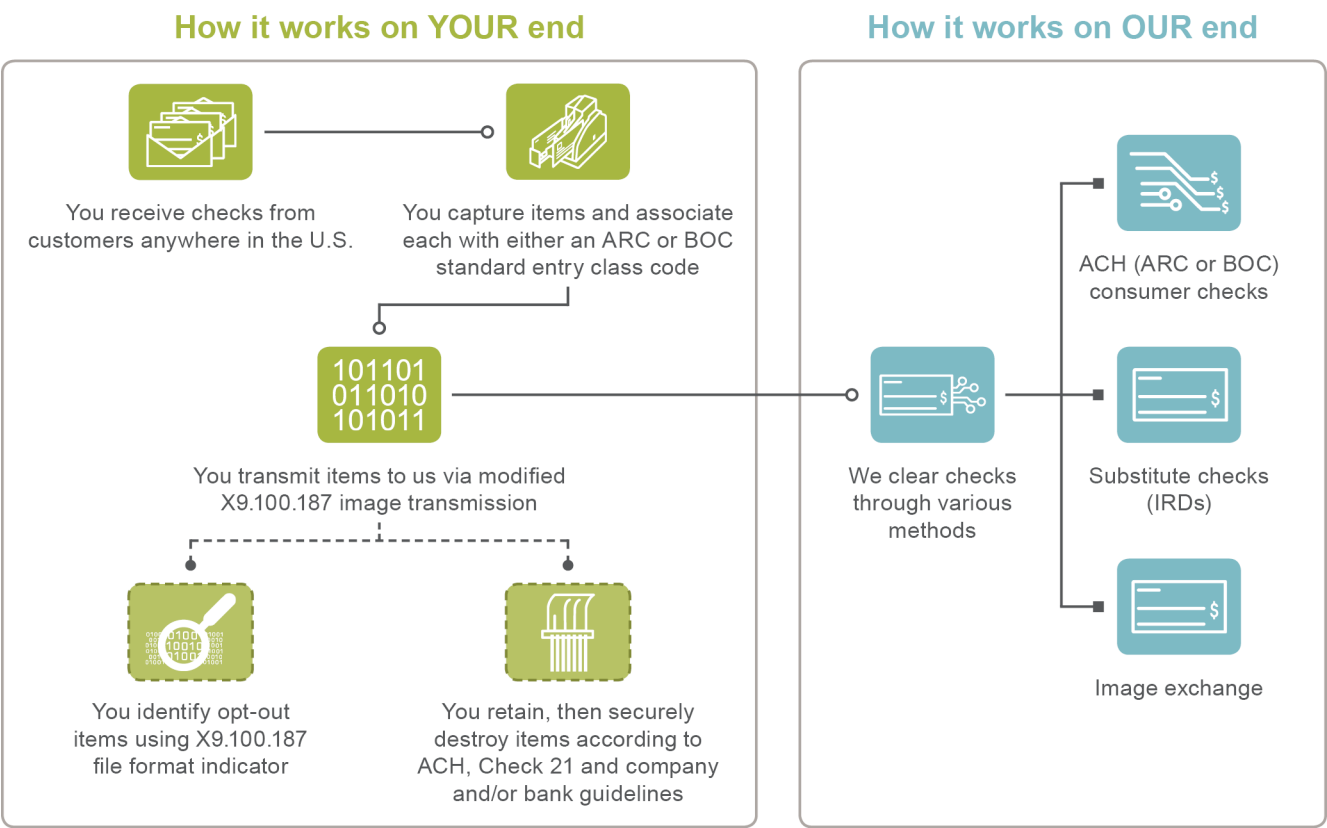 How it works on YOUR end
You receive checks from
customers anywhere in the U.S.
You capture items and associate
each with either an ARC or BOC
standard entry class code
101101
011010
101011
You transmit items to us via modified
X9.100.187 image transmission
You identify opt-out
items using X9.100.187
file format indicator
You retain, then securely
destroy items according to
ACH, Check 21 and company
and/or bank guidelines
How it works on OUR end
We clear checks
through various
methods
$
$
$
$
ACH (ARC or BOC)
consumer checks
$
Substitute checks
(IRDs)
$
Image exchange